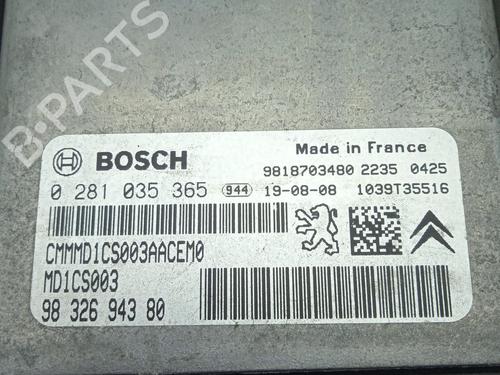 B-PARTS
Made in France
BOSCH
9818703480 2235 0425
0 281 035 365 944 19-08-08 1039T35516
CMMMD1CS003AACEM0
MD1CS003
98 326 943 80